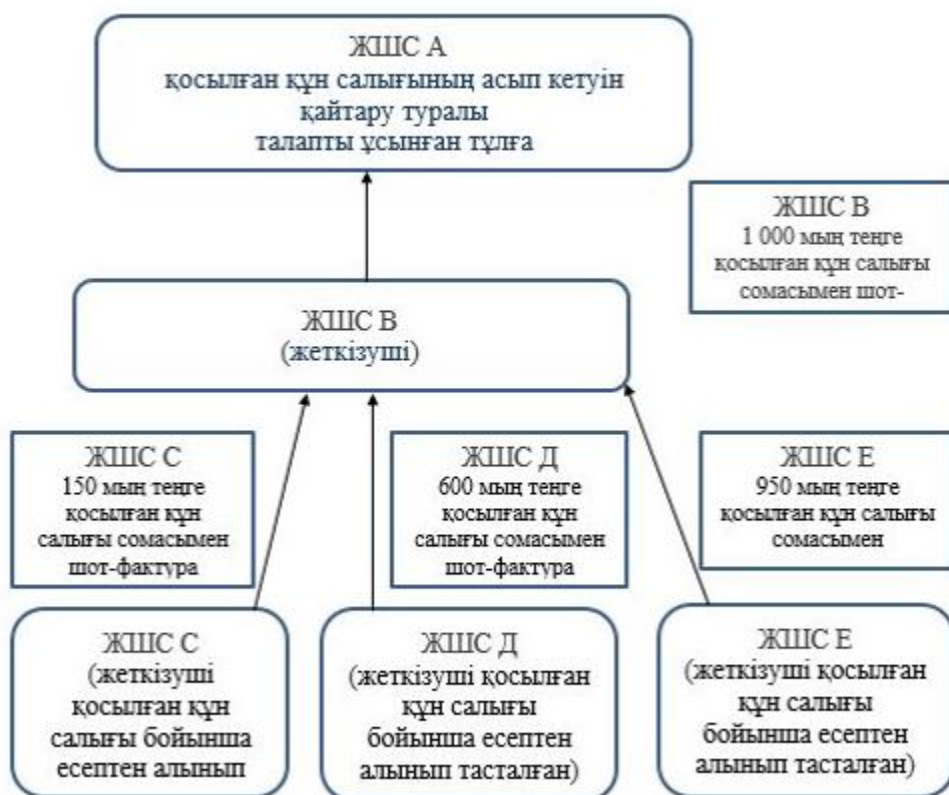 ЖШС А
қосылған құн салығының асып кетуін
қайтару туралы
талапты ұсынған тұлға
ЖШС В
1 000 мың теңге
қосылған құн салығы
сомасымен шот-
ЖШС В
(жеткізуші)
ЖШС С
150 мың теңге
қосылған құн
салығы сомасымен
шот-фактура
ЖШС Д
600 мың теңге
қосылған құн
салығы сомасымен
шот-фактура
ЖШС Е
950 мың теңге
қосылған құн салығы
сомасымен
ЖШС С
(жеткізуші
қосылған құн
салығы бойынша
есептен алынып
ЖШС Д
(жеткізуші қосылған
құн салығы
бойынша есептен
алынып тасталған)
ЖШС Е
(жеткізуші қосылған
құн салығы
бойынша есептен
алынып тасталған)